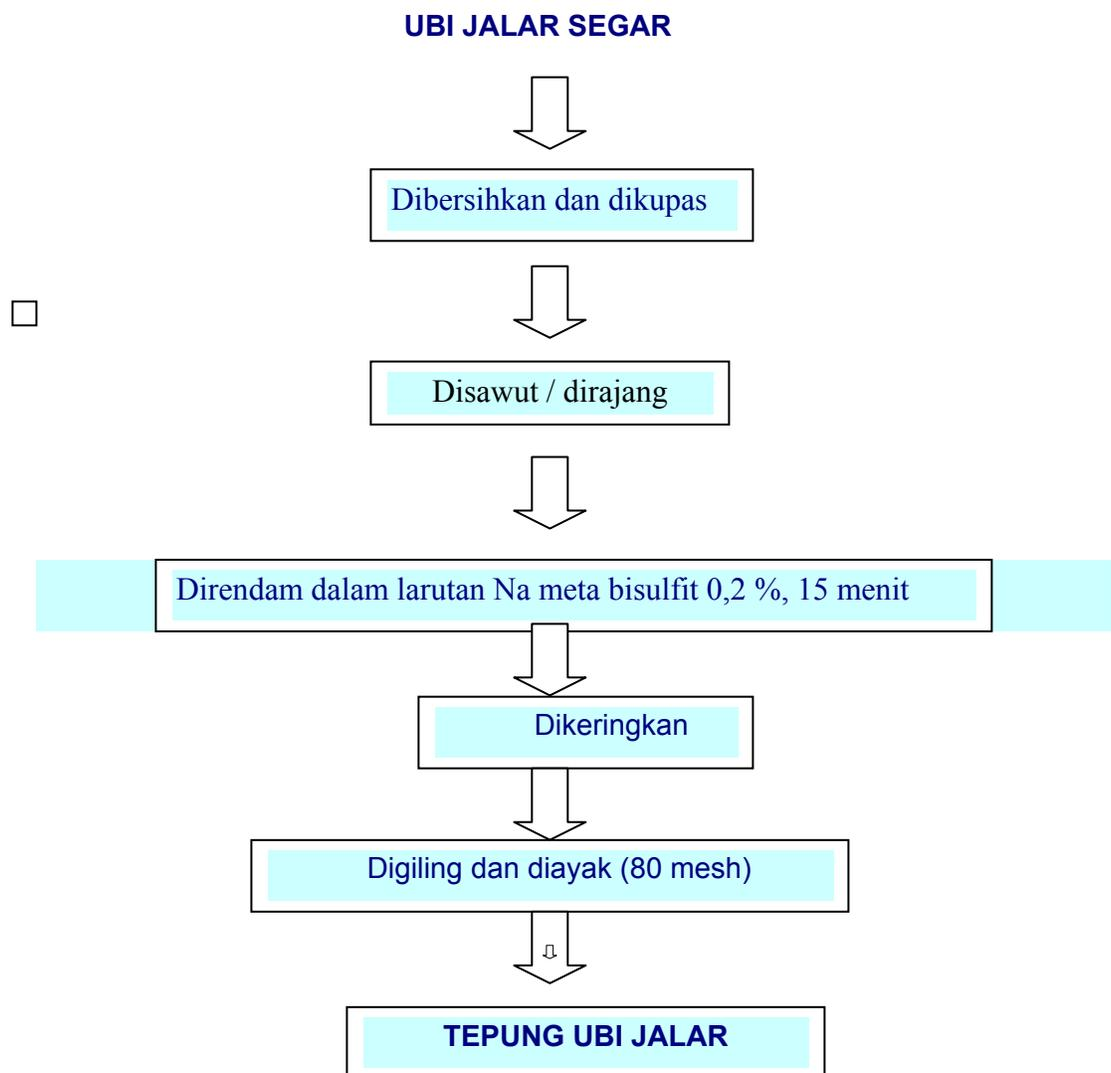 UBI JALAR SEGAR
Dibersihkan dan dikupas
Disawut / dirajang
Direndam dalam larutan Na meta bisulfit 0,2 %, 15 menit
Dikeringkan
Digiling dan diayak (80 mesh)
TEPUNG UBI JALAR